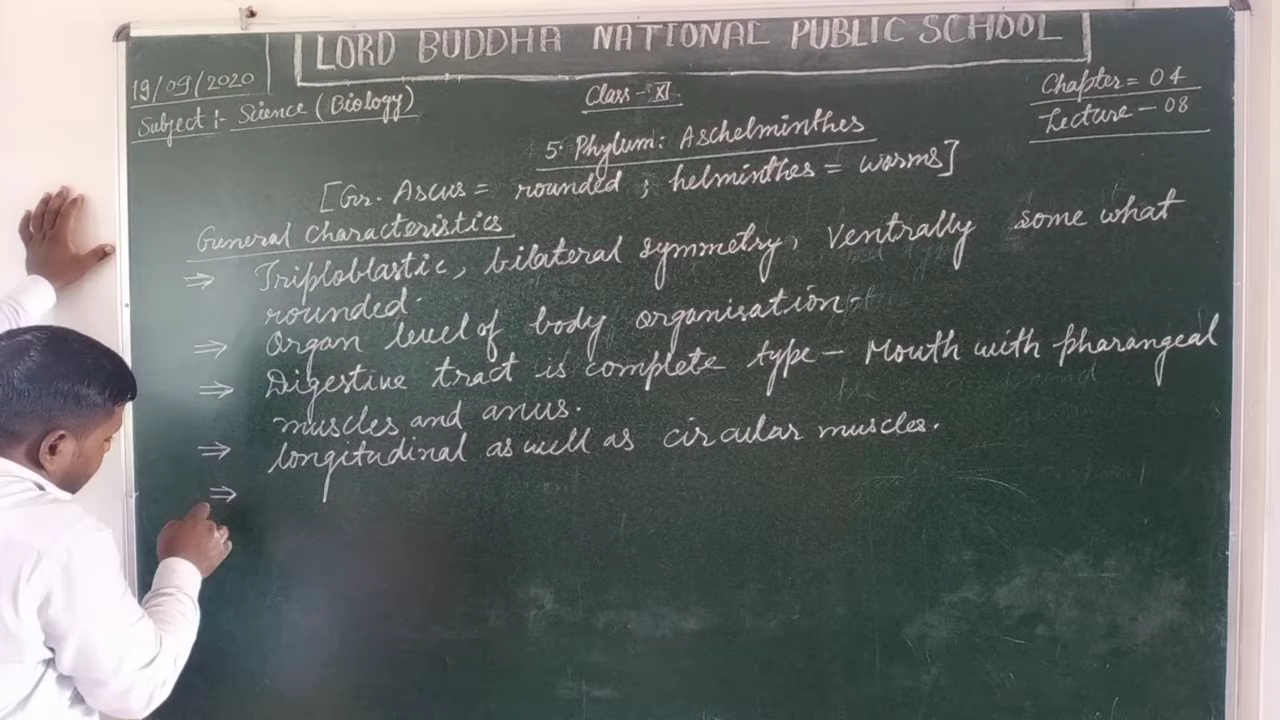 LORD BUDDHA NATIONAL PUBLIC SCHOOL
19/09/2020
Subject :- Science (Biology)
Class - XI
Chapter = 04
Lecture - 08
5. Phylum: Aschelminthes
[Gr. Ascus = rounded ; helminthes = worms]
General characteristics
⇒ Triploblastic, bilateral symmetry, ventrally some what
rounded.
⇒ Organ level of body organisation.
⇒ Digestive tract is complete type - Mouth with pharangeal
muscles and anus.
⇒ longitudinal as well as circular muscles.
⇒